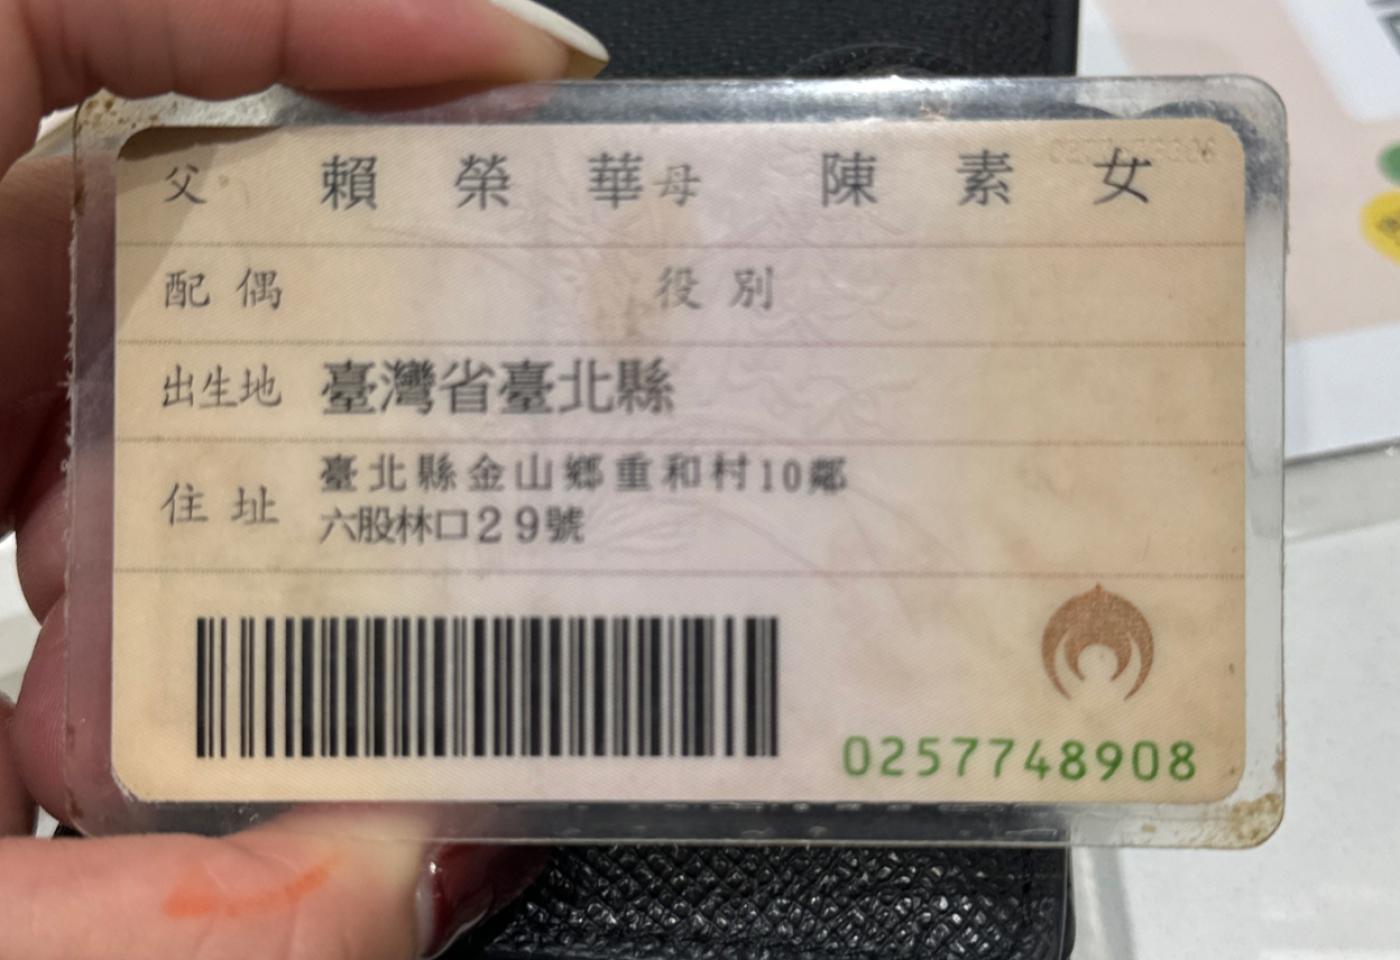 父 賴榮華 母 陳素女
配偶 役別
出生地 臺灣省臺北縣
住址 臺北縣金山鄉重和村10鄰
六股林口29號
0257748908